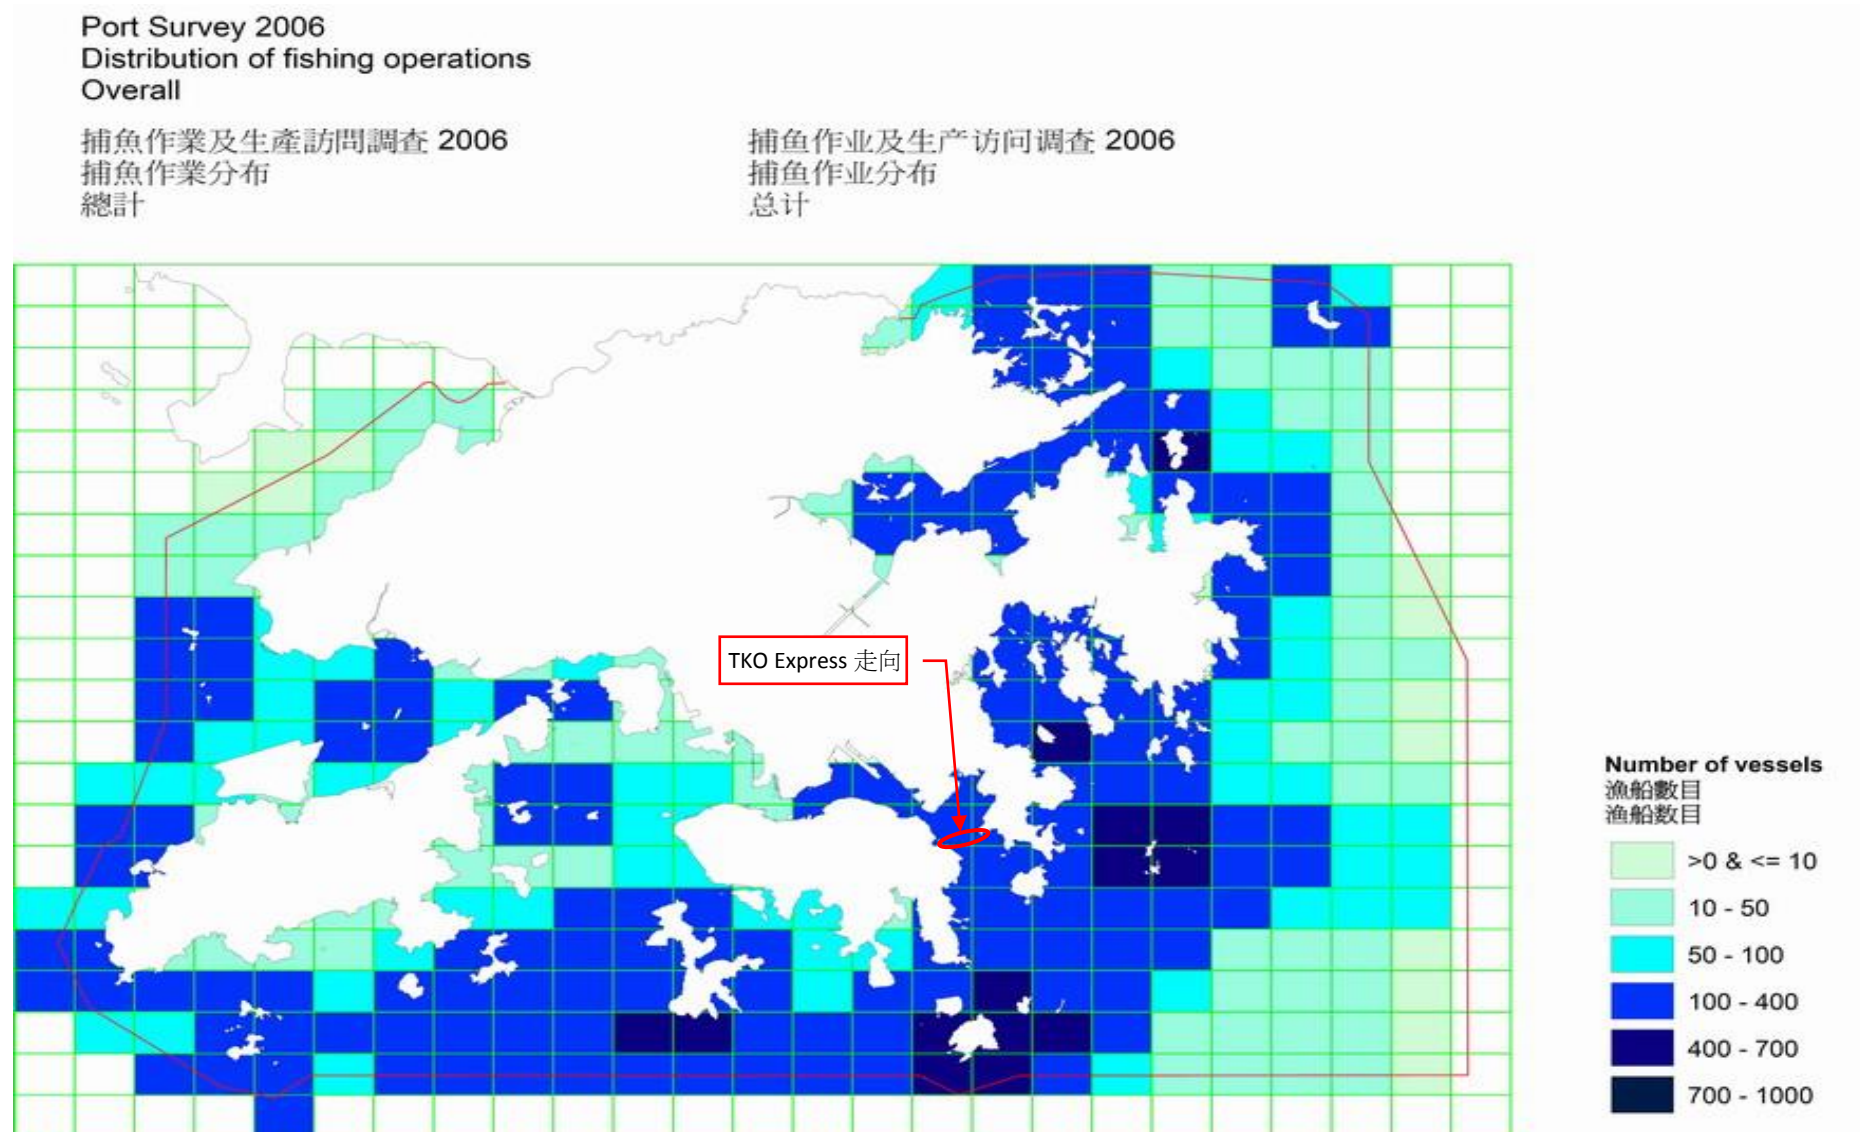 Port Survey 2006
Distribution of fishing operations
Overall
捕魚作業及生產訪問調查 2006
捕魚作業分布
總計
捕鱼作业及生产访问调查 2006
捕鱼作业分布
总计
TKO Express 走向
Number of vessels
漁船數目
渔船数目
>0 & <= 10
10 - 50
50 - 100
100 - 400
400 - 700
700 - 1000